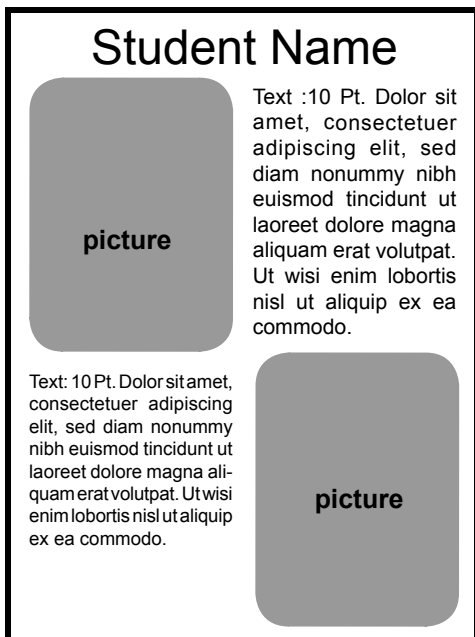 Student Name
picture
Text :10 Pt. Dolor sit
amet, consectetuer
adipiscing elit, sed
diam nonummy nibh
euismod tincidunt ut
laoreet dolore magna
aliquam erat volutpat.
Ut wisi enim lobortis
nisl ut aliquip ex ea
commodo.
Text: 10 Pt. Dolor sit amet,
consectetuer adipiscing
elit, sed diam nonummy
nibh euismod tincidunt ut
laoreet dolore magna ali-
quam erat volutpat. Ut wisi
enim lobortis nisl ut aliquip
ex ea commodo.
picture